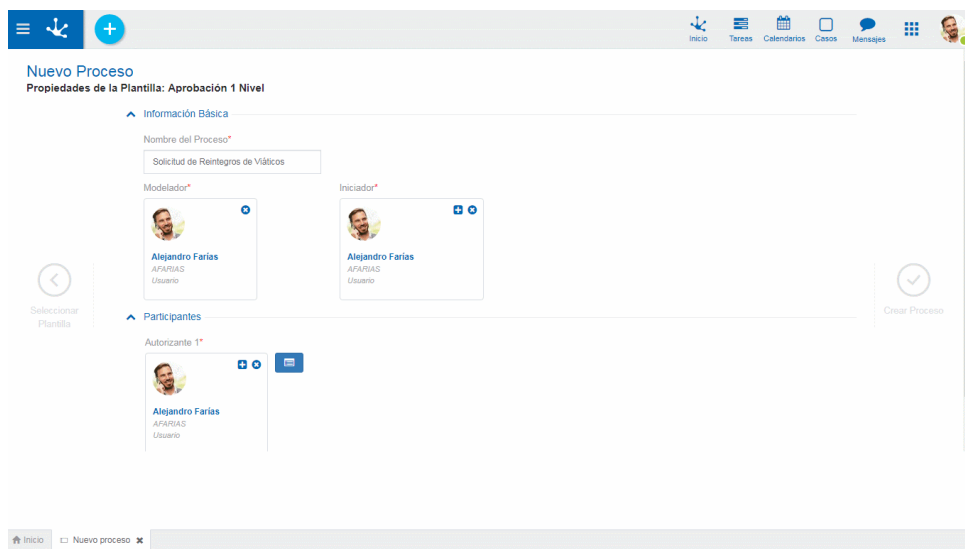 Inicio
Tareas
Calendarios
Casos
Mensajes
Nuevo Proceso
Propiedades de la Plantilla: Aprobación 1 Nivel
Información Básica
Nombre del Proceso*
Solicitud de Reintegros de Viáticos
Modelador*
Iniciador*
Alejandro Farías
AFARIAS
Usuario
Alejandro Farías
AFARIAS
Usuario
Seleccionar
Plantilla
Crear Proceso
Participantes
Autorizante 1*
Alejandro Farías
AFARIAS
Usuario
Inicio
Nuevo proceso